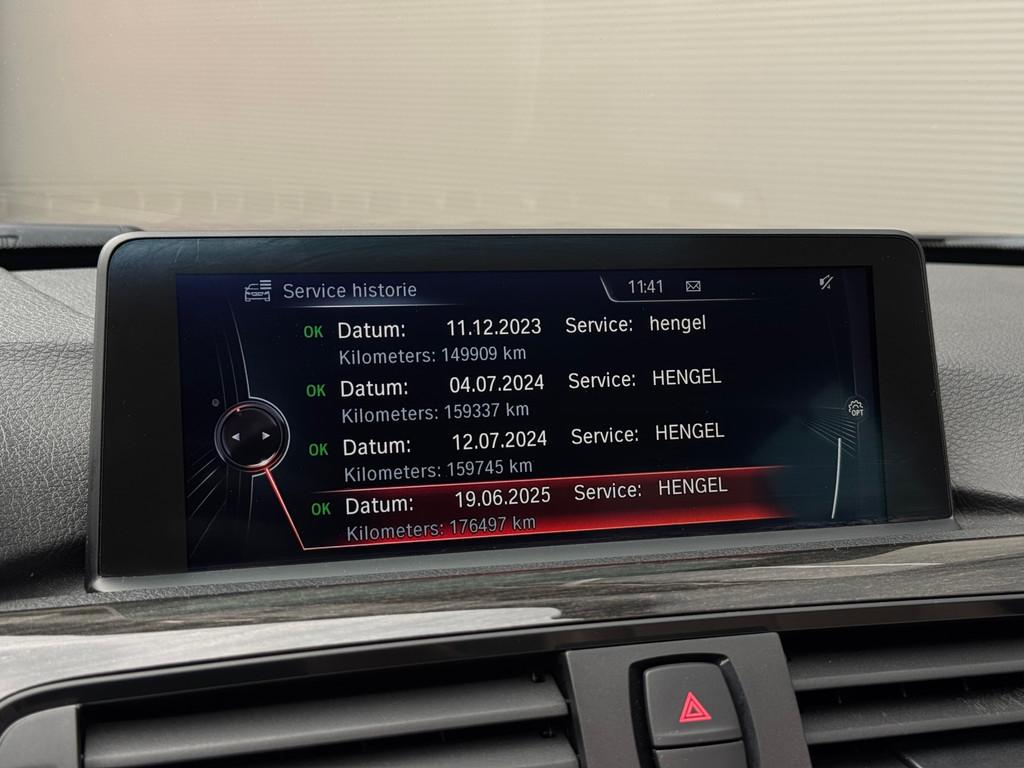 Service historie 11:41
OK Datum: 11.12.2023 Service: hengel
Kilometers: 149909 km
OK Datum: 04.07.2024 Service: HENGEL
Kilometers: 159337 km
OPT
OK Datum: 12.07.2024 Service: HENGEL
Kilometers: 159745 km
OK Datum: 19.06.2025 Service: HENGEL
Kilometers: 176497 km